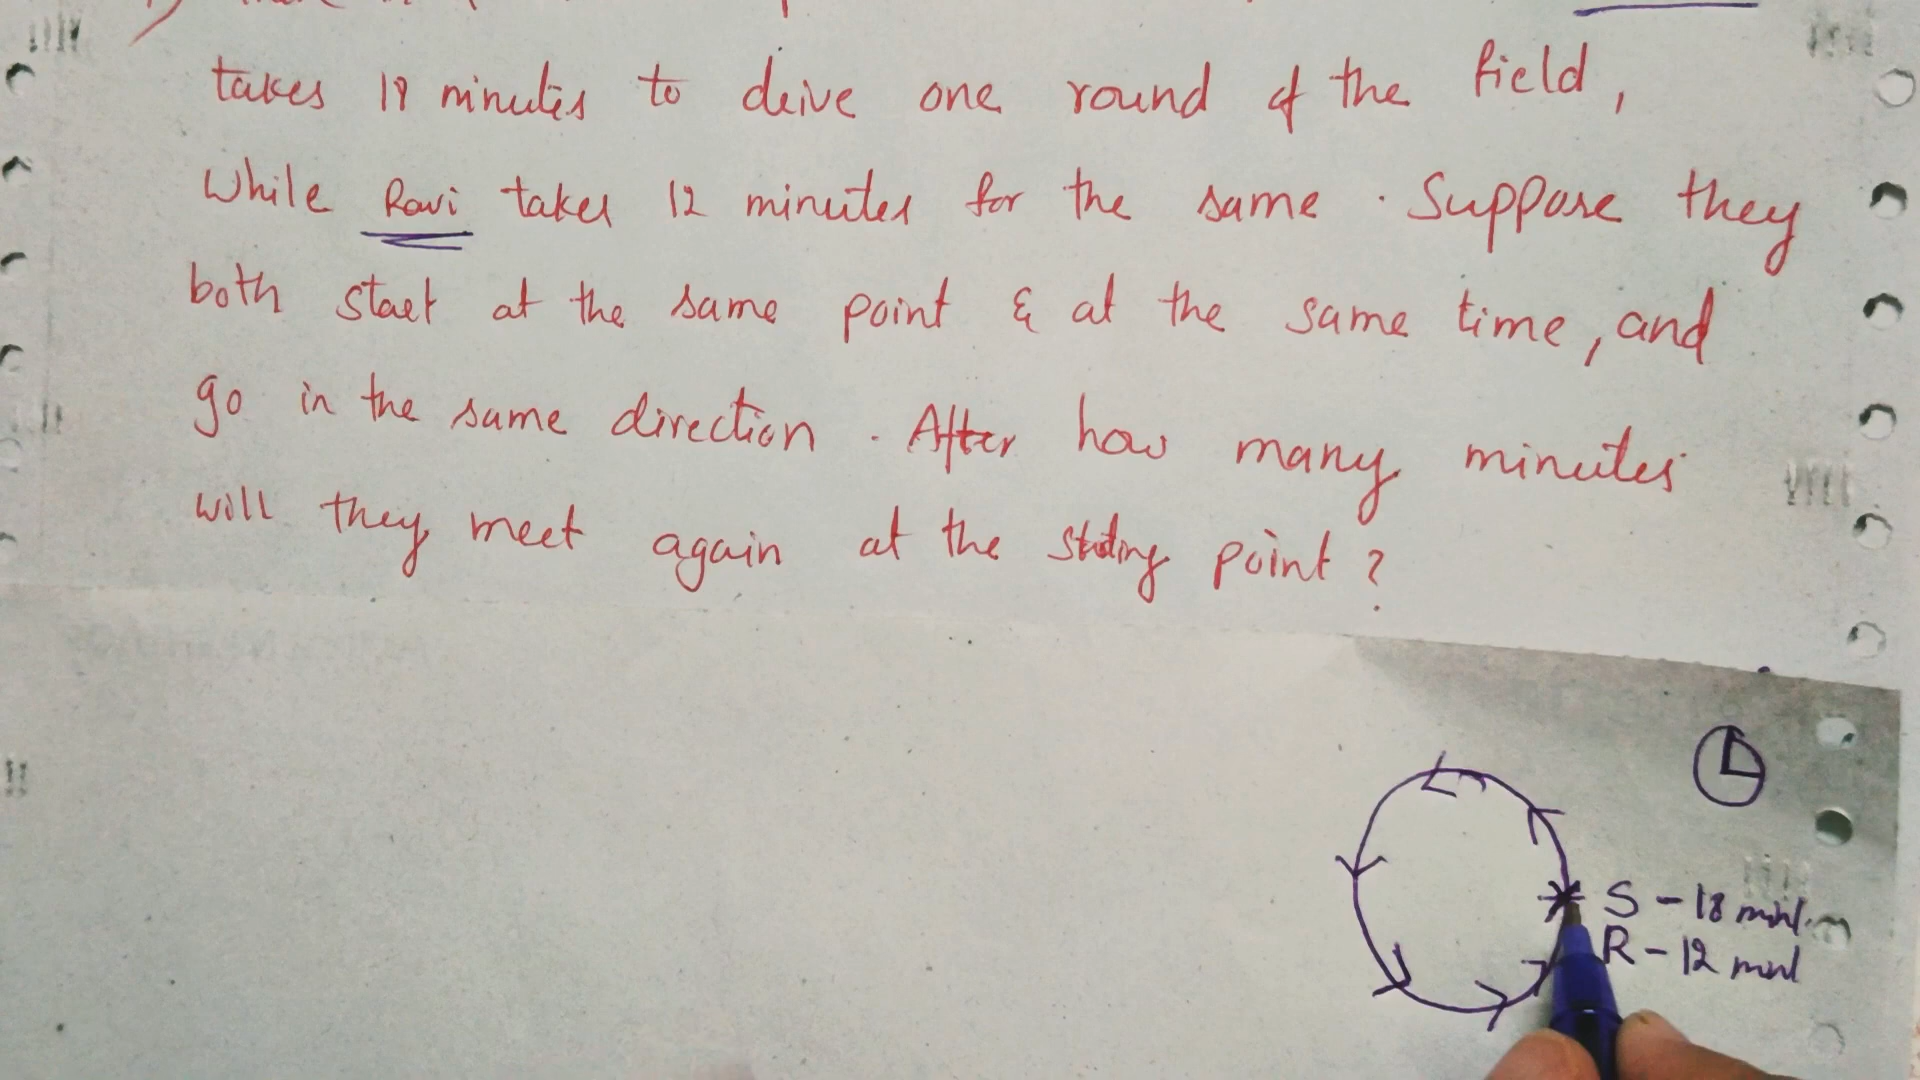 takes 18 minutes to drive one round of the field,
While Ravi takes 12 minutes for the same. Suppose they
both start at the same point & at the same time, and
go in the same direction. After how many minutes
will they meet again at the starting point?
S - 18 min
R - 12 min